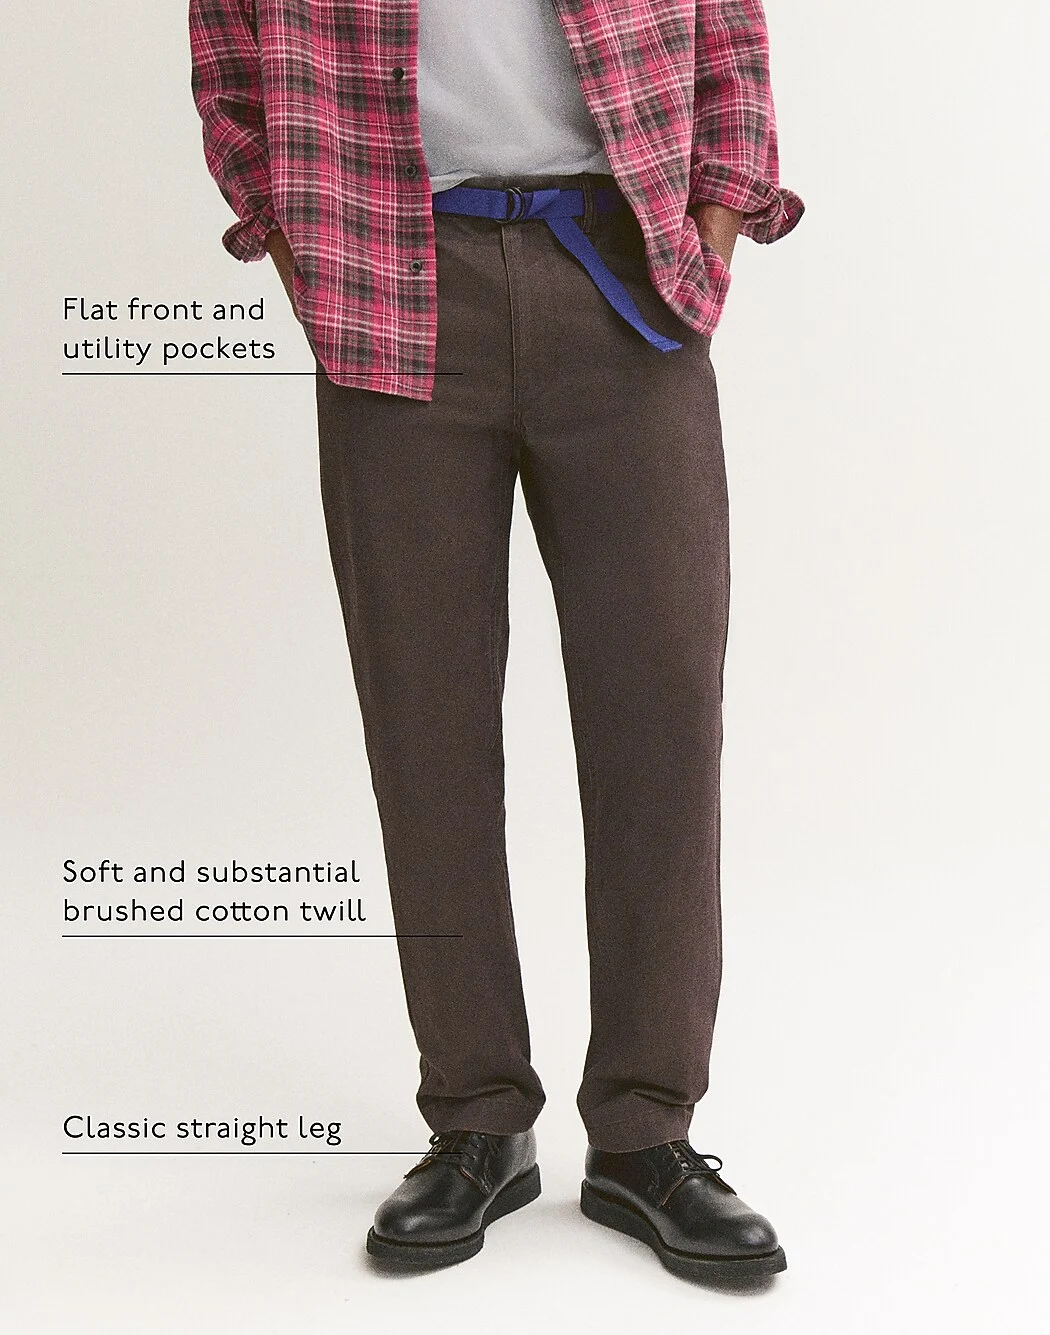 Flat front and
utility pockets
Soft and substantial
brushed cotton twill
Classic straight leg